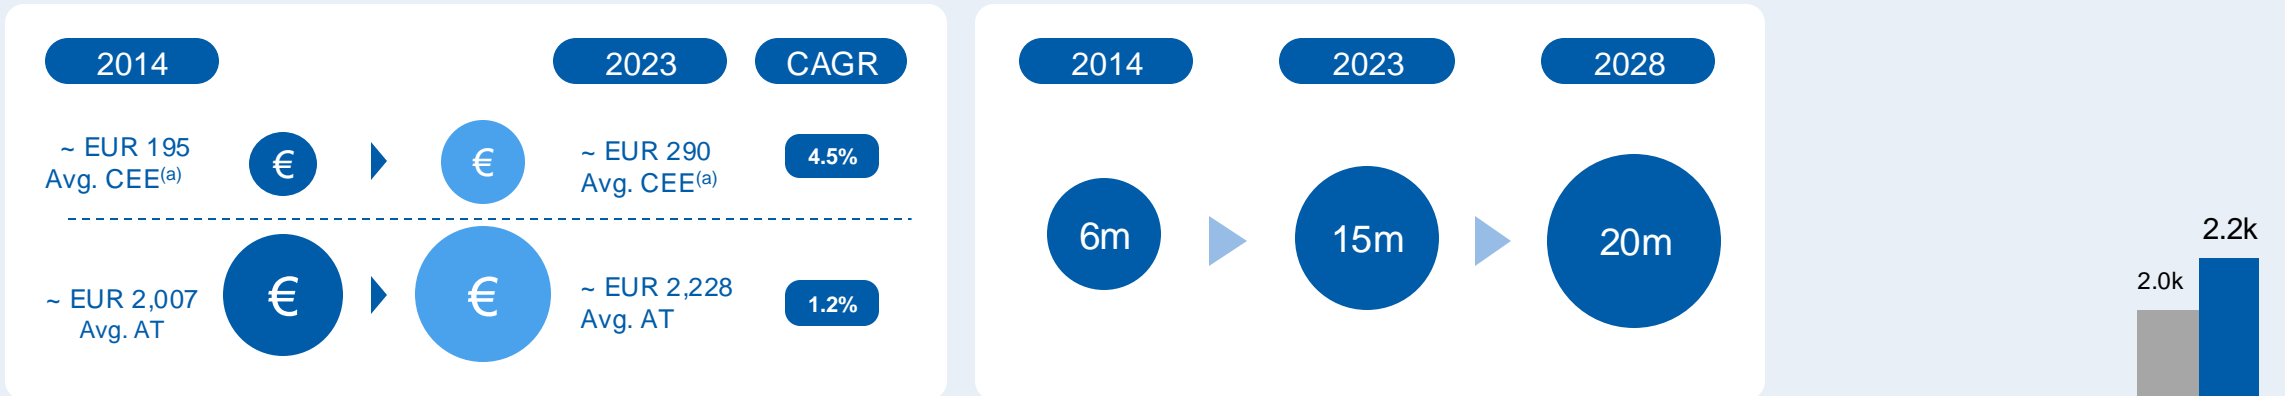 2014
2023
CAGR
~ EUR 195
Avg. CEE(a)
€
€
~ EUR 290
Avg. CEE(a)
4.5%
~ EUR 2,007
Avg. AT
€
€
~ EUR 2,228
Avg. AT
1.2%
2014
2023
2028
6m
15m
20m
2.2k
2.0k